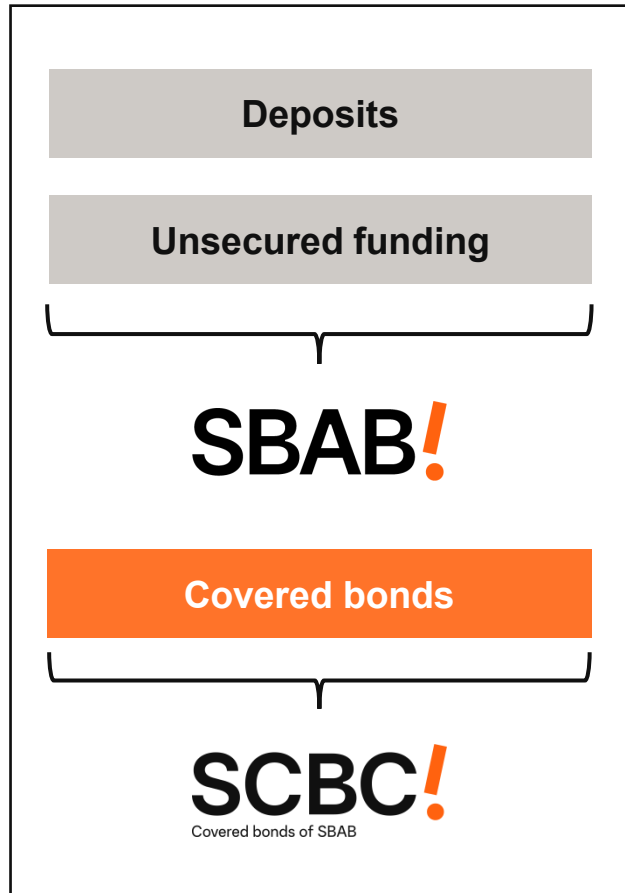 Deposits
Unsecured funding
SBAB!
Covered bonds
SCBC!
Covered bonds of SBAB